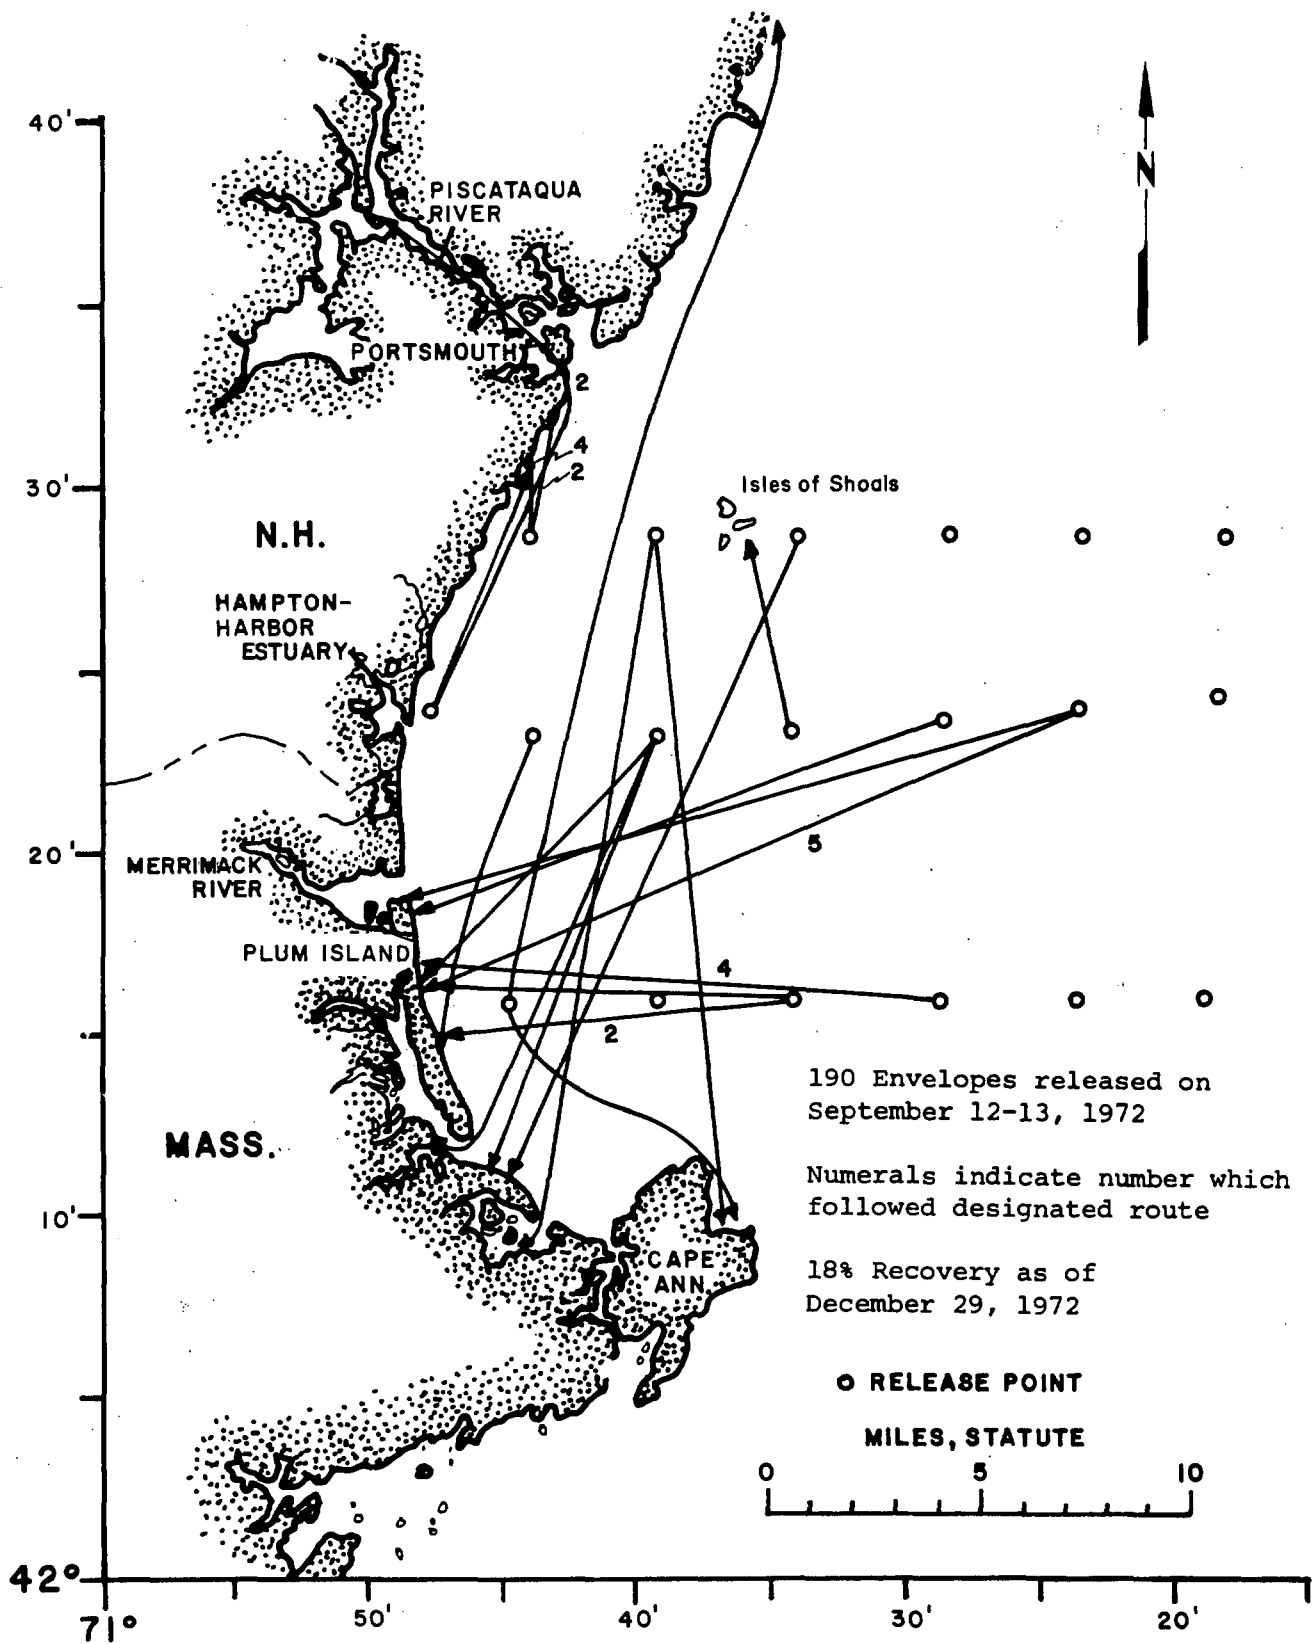 40'
N
PISCATAQUA
RIVER
PORTSMOUTH
2
4
2
30'
Isles of Shoals
N.H.
HAMPTON-
HARBOR
ESTUARY
20'
5
MERRIMACK
RIVER
PLUM ISLAND
4
2
190 Envelopes released on
September 12-13, 1972
MASS.
Numerals indicate number which
followed designated route
10'
CAPE
ANN
18% Recovery as of
December 29, 1972
RELEASE POINT
MILES, STATUTE
0 5 10
42°
71° 50' 40' 30' 20'